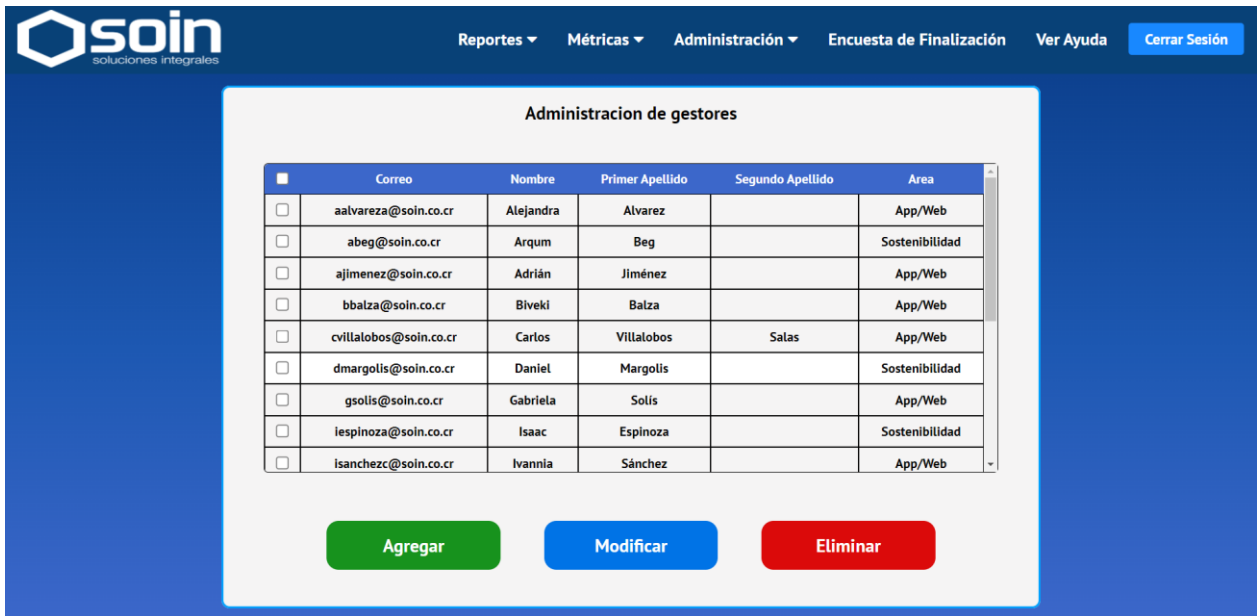 soin
soluciones integrales
Reportes Métricas Administración Encuesta de Finalización Ver Ayuda Cerrar Sesión
Administracion de gestores
Correo Nombre Primer Apellido Segundo Apellido Area
aalvareza@soin.co.cr Alejandra Alvarez App/Web
abeg@soin.co.cr Arqum Beg Sostenibilidad
ajimenez@soin.co.cr Adrián Jiménez App/Web
bbalza@soin.co.cr Biveki Balza App/Web
cvillalobos@soin.co.cr Carlos Villalobos Salas App/Web
dmargolis@soin.co.cr Daniel Margolis Sostenibilidad
gsolis@soin.co.cr Gabriela Solís App/Web
iespinoza@soin.co.cr Isaac Espinoza Sostenibilidad
isanchezc@soin.co.cr Ivannia Sánchez App/Web
Agregar Modificar Eliminar